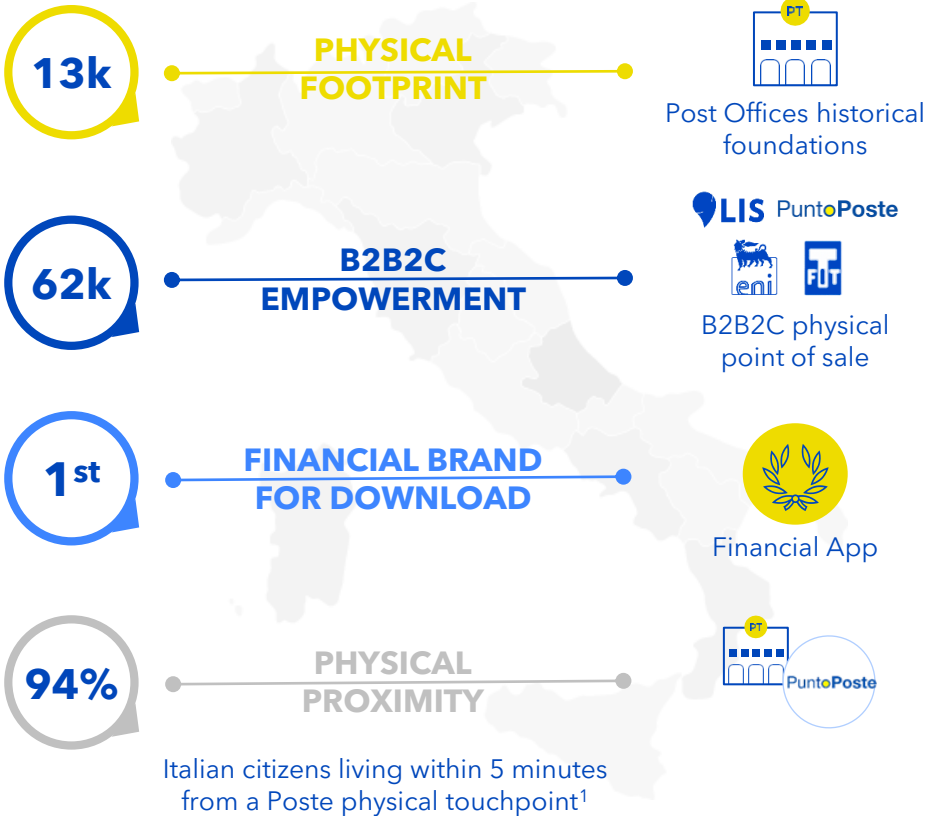 13k
PHYSICAL
FOOTPRINT
PT
Post Offices historical
foundations
62k
B2B2C
EMPOWERMENT
LIS PuntoPoste
eni
T
FOT
B2B2C physical
point of sale
1st
FINANCIAL BRAND
FOR DOWNLOAD
Financial App
94%
PHYSICAL
PROXIMITY
PT
PuntoPoste
Italian citizens living within 5 minutes
from a Poste physical touchpoint1